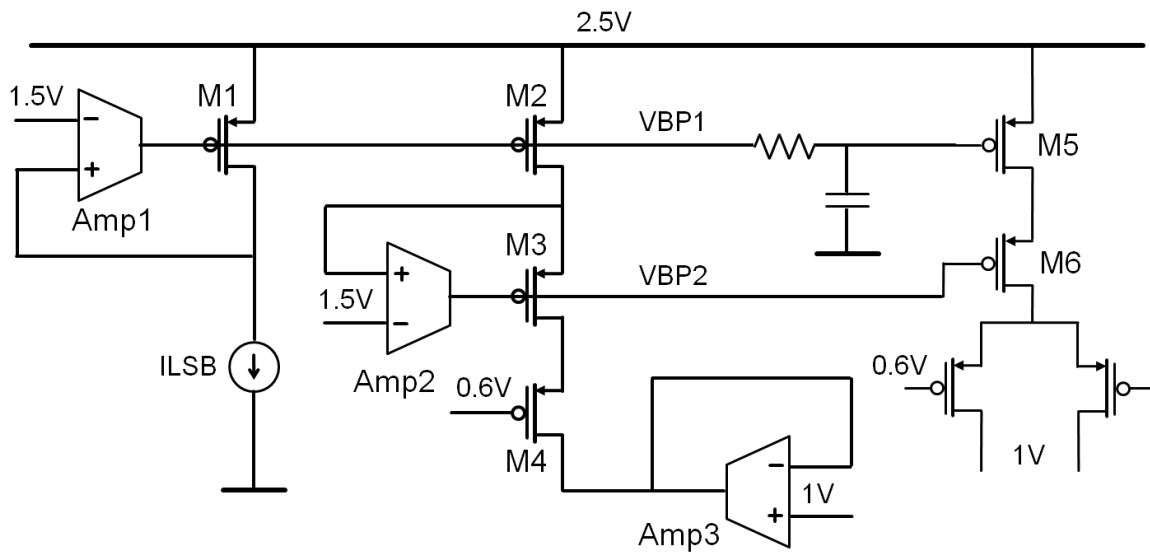 2.5V
1.5V
M1
M2
VBP1
M5
Amp1
M3
VBP2
M6
1.5V
ILSB
Amp2
0.6V
0.6V
M4
1V
1V
Amp3